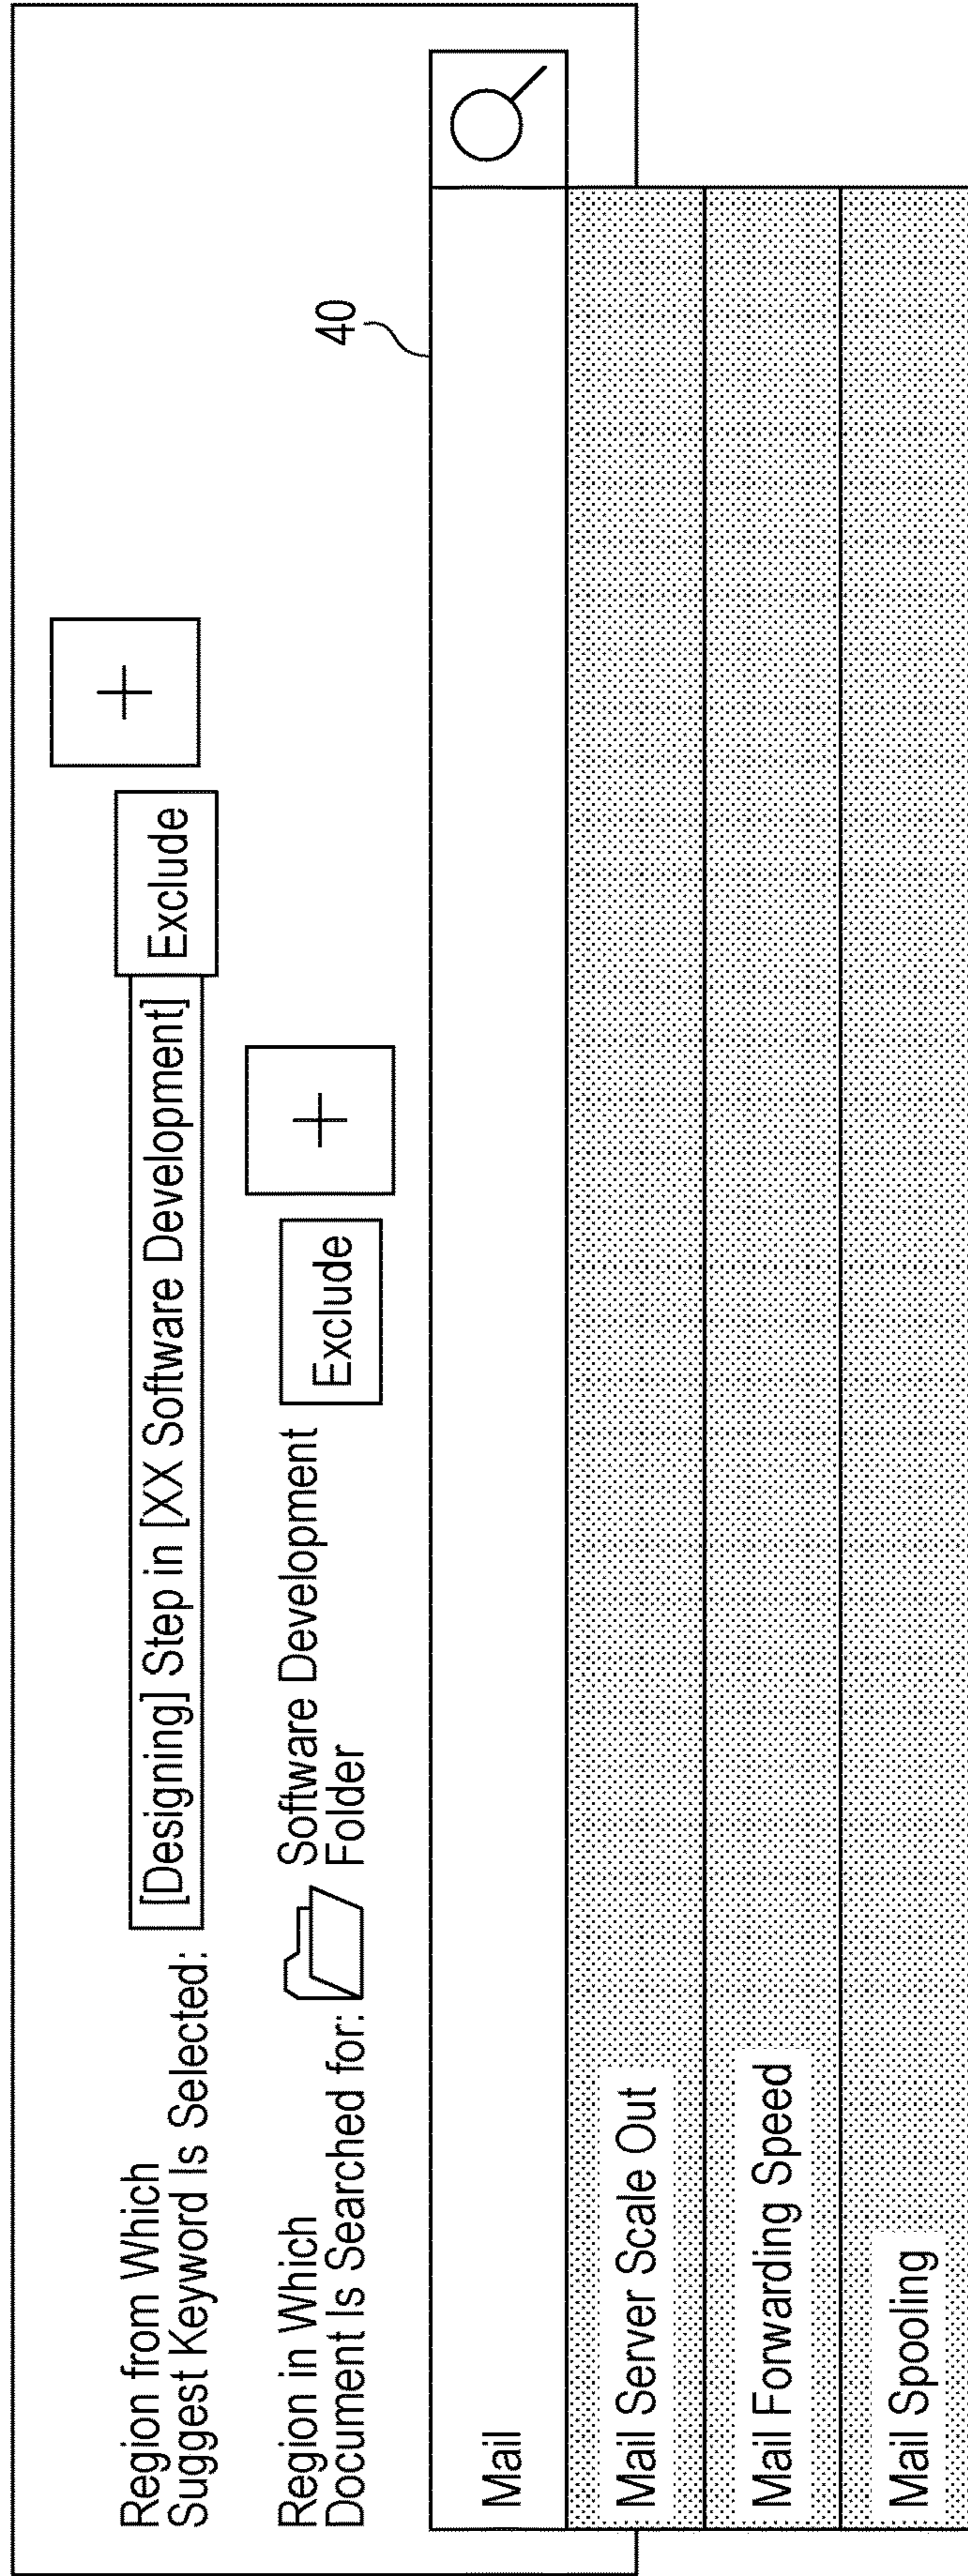 Region from Which
Suggest Keyword Is Selected:
[Designing] Step in [XX Software Development]
Exclude
+
Region in Which
Document Is Searched for:
Software Development
Folder
Exclude
+
40
Mail
Mail Server Scale Out
Mail Forwarding Speed
Mail Spooling